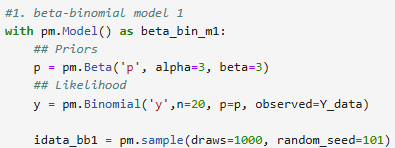 #1. beta-binomial model 1
with pm.Model() as beta_bin_m1:
    ## Priors
    p = pm.Beta('p', alpha=3, beta=3)
    ## Likelihood
    y = pm.Binomial('y',n=20, p=p, observed=Y_data)

    idata_bb1 = pm.sample(draws=1000, random_seed=101)